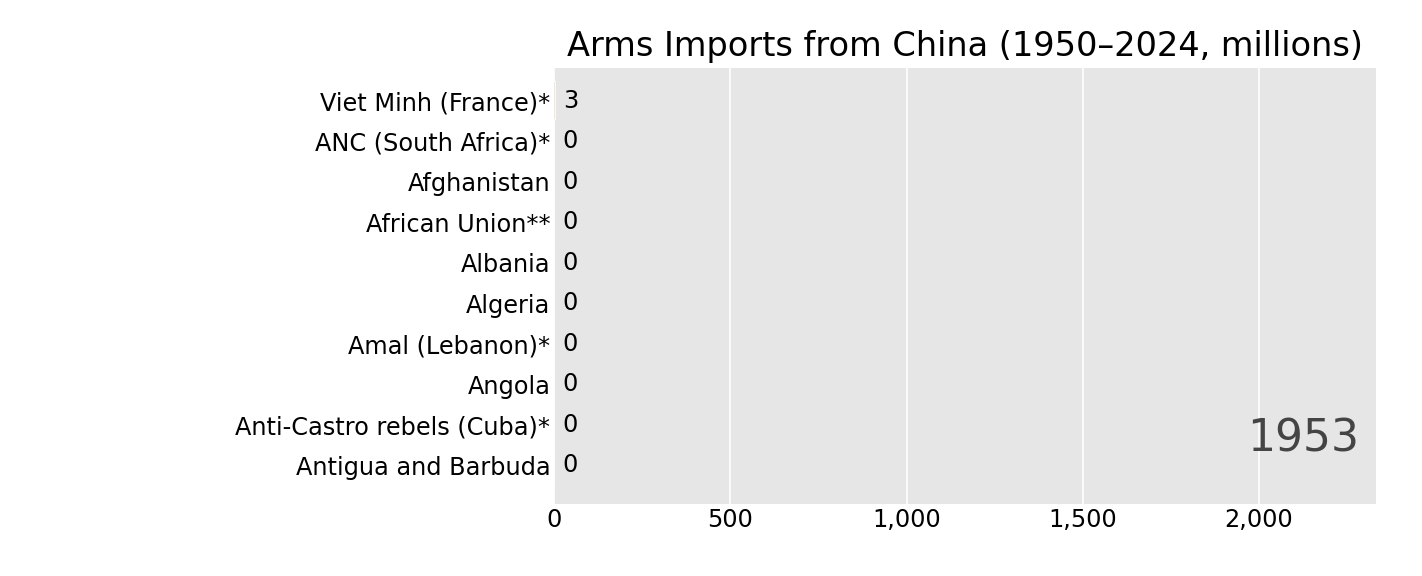 Arms Imports from China (1950–2024, millions)
Viet Minh (France)* 3
ANC (South Africa)* 0
Afghanistan 0
African Union** 0
Albania 0
Algeria 0
Amal (Lebanon)* 0
Angola 0
Anti-Castro rebels (Cuba)* 0
1953
Antigua and Barbuda 0
0 500 1,000 1,500 2,000